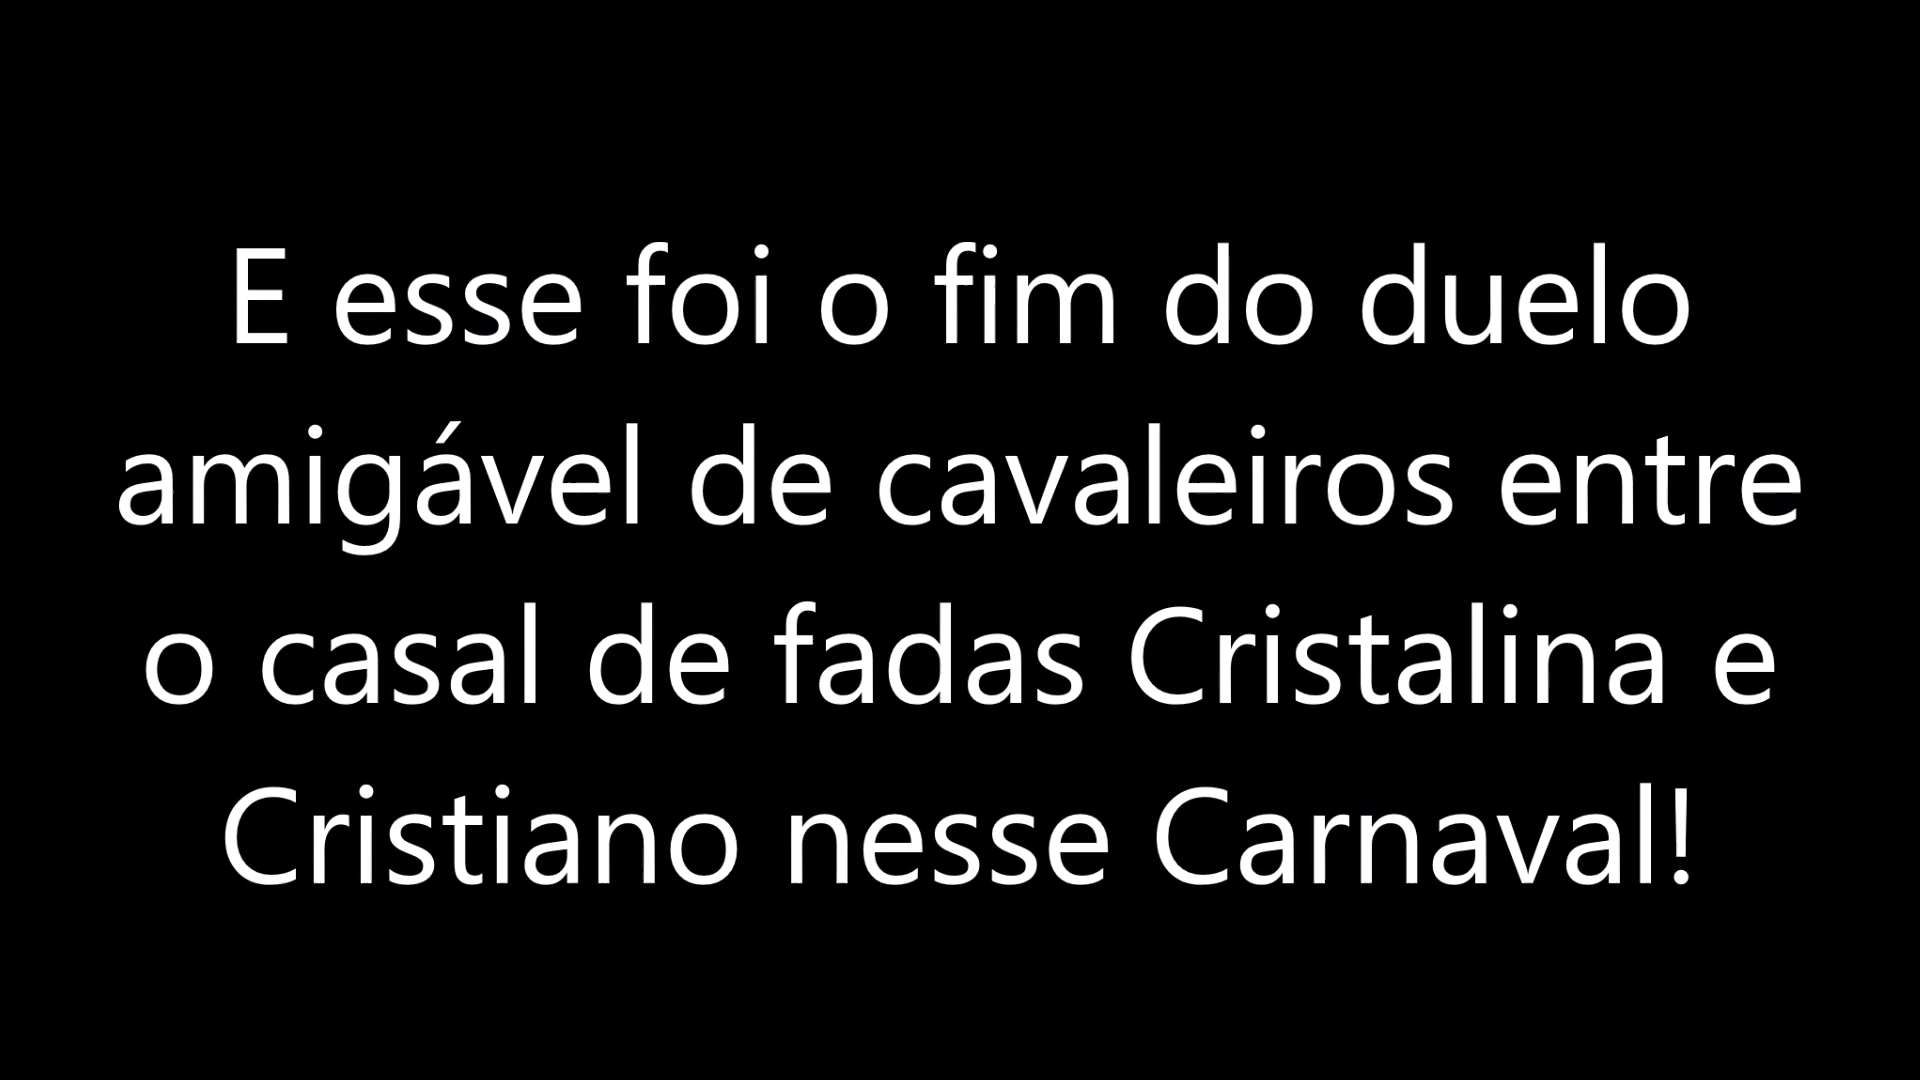 E esse foi o fim do duelo
amigável de cavaleiros entre
o casal de fadas Cristalina e
Cristiano nesse Carnaval!